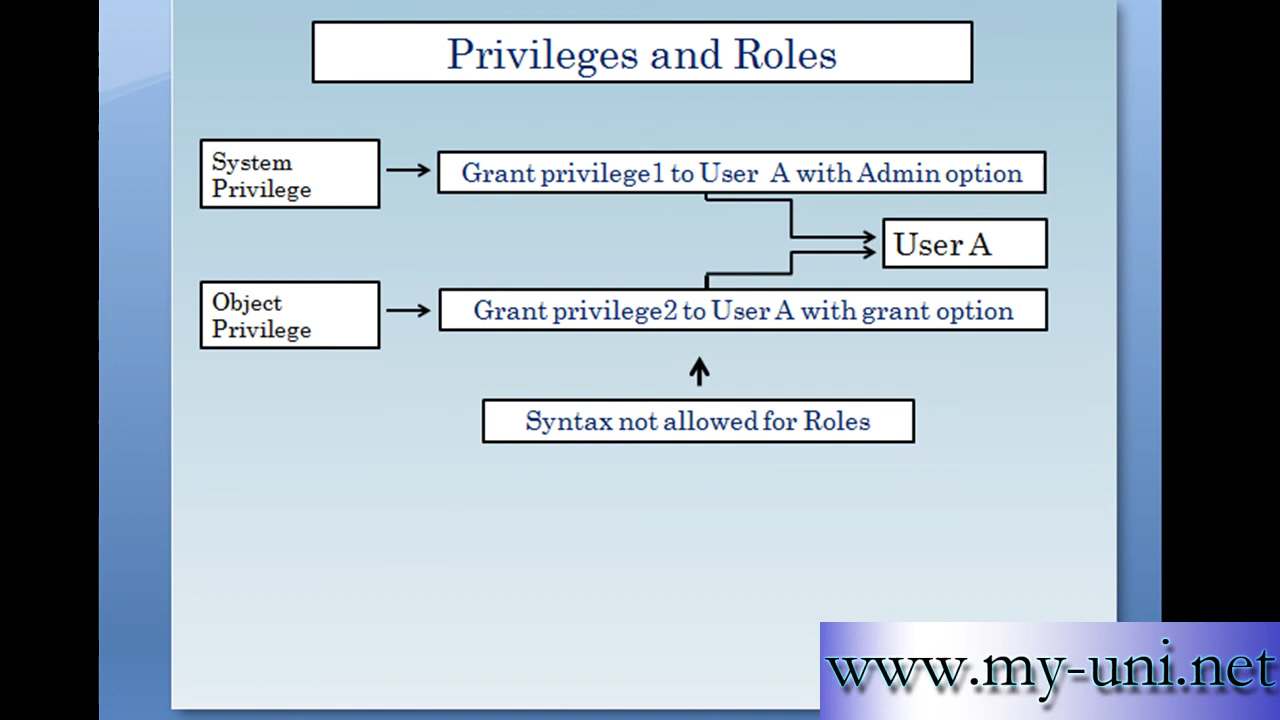 Privileges and Roles
System
Privilege
Grant privilege1 to User A with Admin option
User A
Object
Privilege
Grant privilege2 to User A with grant option
Syntax not allowed for Roles
www.my-uni.net